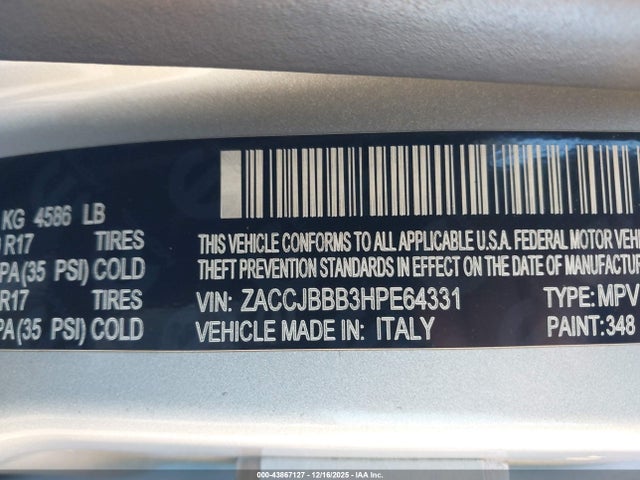 KG 4586 LB
R17 TIRES
PA (35 PSI) COLD
R17 TIRES
PA (35 PSI) COLD
THIS VEHICLE CONFORMS TO ALL APPLICABLE U.S.A. FEDERAL MOTOR VEH
THEFT PREVENTION STANDARDS IN EFFECT ON THE DATE OF MANUFAC
VIN: ZACCJBBB3HPE64331 TYPE: MPV
VEHICLE MADE IN: ITALY PAINT: 348
000-43867127 - 12/16/2025 - IAA Inc.